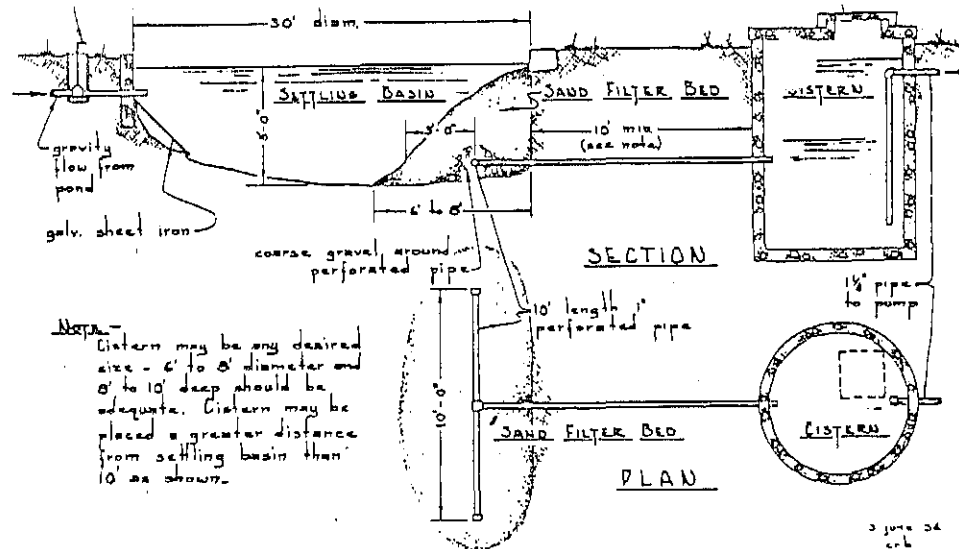 30' diam.
SETTLING BASIN
SAND FILTER BED
CISTERN
5'-0"
3'-0"
10' min
(see note)
gravity
flow from
pond
galv. sheet iron
6' to 8'
SECTION
coarse gravel around
perforated pipe
10' length 1"
perforated pipe
1¼" pipe
to pump
Note -
Cistern may be any desired
size - 6' to 8' diameter and
8' to 10' deep should be
adequate. Cistern may be
placed a greater distance
from settling basin than
10' as shown.
10'-0"
SAND FILTER BED
CISTERN
PLAN
3 june 54
crb